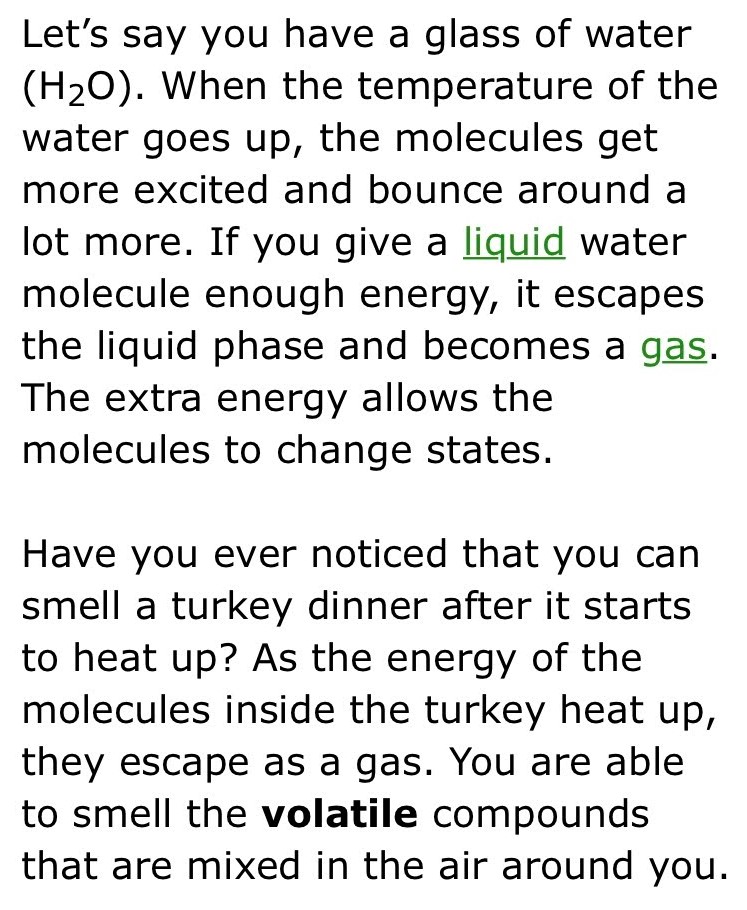 Let’s say you have a glass of water
(H₂O). When the temperature of the
water goes up, the molecules get
more excited and bounce around a
lot more. If you give a liquid water
molecule enough energy, it escapes
the liquid phase and becomes a gas.
The extra energy allows the
molecules to change states.
Have you ever noticed that you can
smell a turkey dinner after it starts
to heat up? As the energy of the
molecules inside the turkey heat up,
they escape as a gas. You are able
to smell the volatile compounds
that are mixed in the air around you.